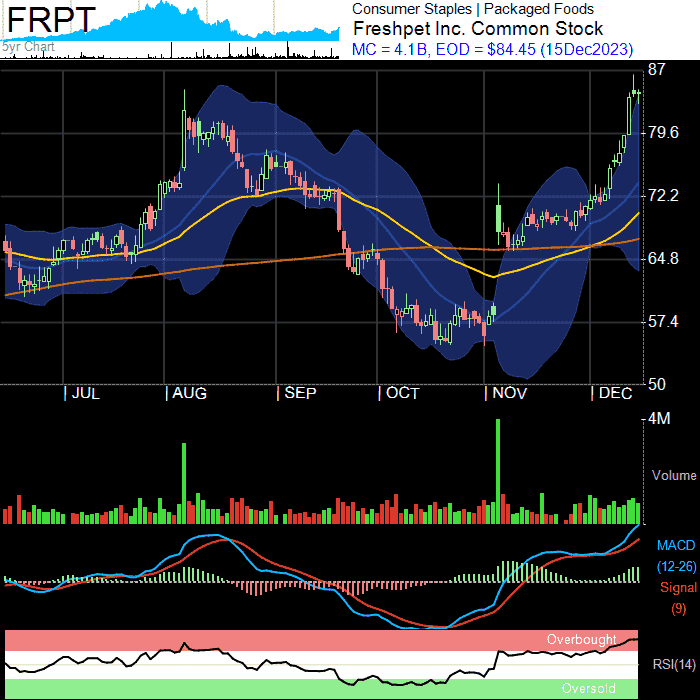 FRPT
5yr Chart
Consumer Staples | Packaged Foods
Freshpet Inc. Common Stock
MC = 4.1B, EOD = $84.45 (15Dec2023)
87
79.6
72.2
64.8
57.4
50
| JUL | AUG | SEP | OCT | NOV | DEC
4M
Volume
MACD
(12-26)
Signal
(9)
Overbought
RSI(14)
Oversold